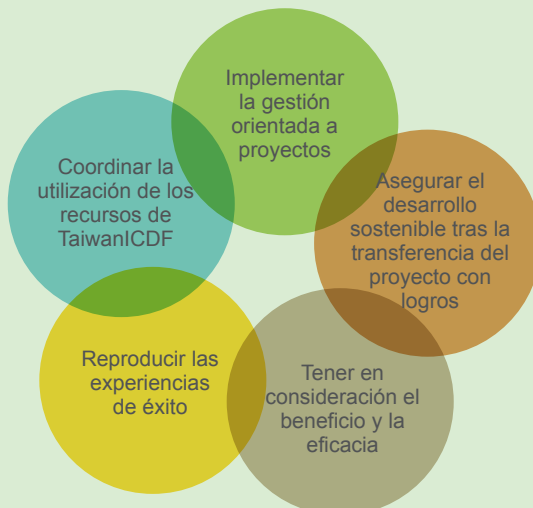 Implementar
la gestión
orientada a
proyectos
Asegurar el
desarrollo
sostenible tras la
transferencia del
proyecto con
logros
Tener en
consideración el
beneficio y la
eficacia
Reproducir las
experiencias
de éxito
Coordinar la
utilización de los
recursos de
TaiwanICDF